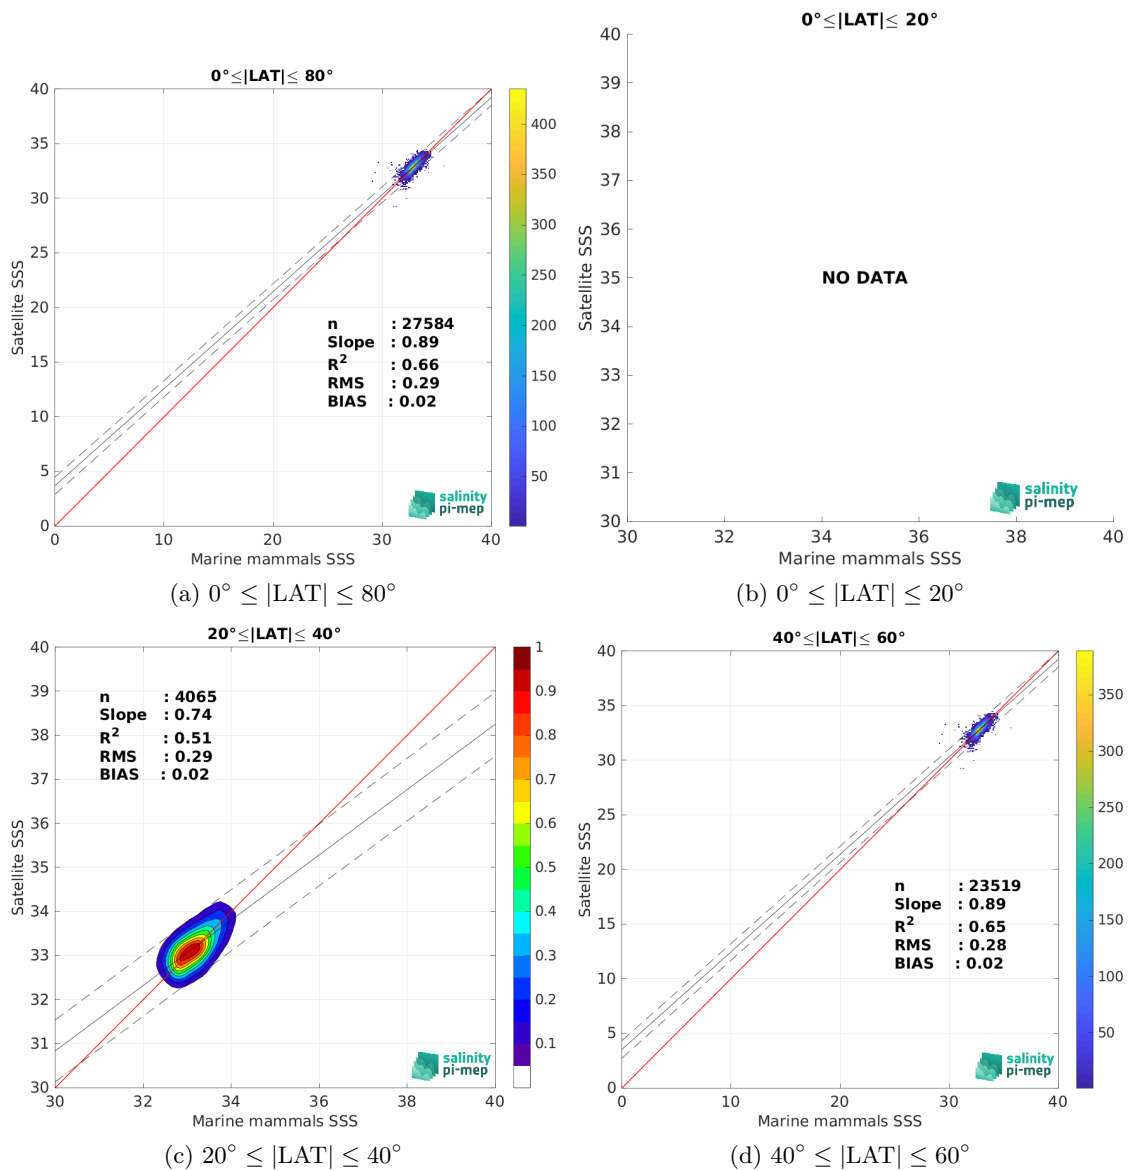 0°≤|LAT|≤ 80°
40
35
30
25
20
15
10
5
0
Satellite SSS
n : 27584
Slope : 0.89
R² : 0.66
RMS : 0.29
BIAS : 0.02
salinity
pi-mep
0 10 20 30 40
Marine mammals SSS
400
350
300
250
200
150
100
50
(a) 0° ≤ |LAT| ≤ 80°
0°≤|LAT|≤ 20°
40
39
38
37
36
35
34
33
32
31
30
Satellite SSS
NO DATA
salinity
pi-mep
30 32 34 36 38 40
Marine mammals SSS
(b) 0° ≤ |LAT| ≤ 20°
20°≤|LAT|≤ 40°
40
39
38
37
36
35
34
33
32
31
30
Satellite SSS
n : 4065
Slope : 0.74
R² : 0.51
RMS : 0.29
BIAS : 0.02
salinity
pi-mep
30 32 34 36 38 40
Marine mammals SSS
1
0.9
0.8
0.7
0.6
0.5
0.4
0.3
0.2
0.1
(c) 20° ≤ |LAT| ≤ 40°
40°≤|LAT|≤ 60°
40
35
30
25
20
15
10
5
0
Satellite SSS
n : 23519
Slope : 0.89
R² : 0.65
RMS : 0.28
BIAS : 0.02
salinity
pi-mep
0 10 20 30 40
Marine mammals SSS
350
300
250
200
150
100
50
(d) 40° ≤ |LAT| ≤ 60°